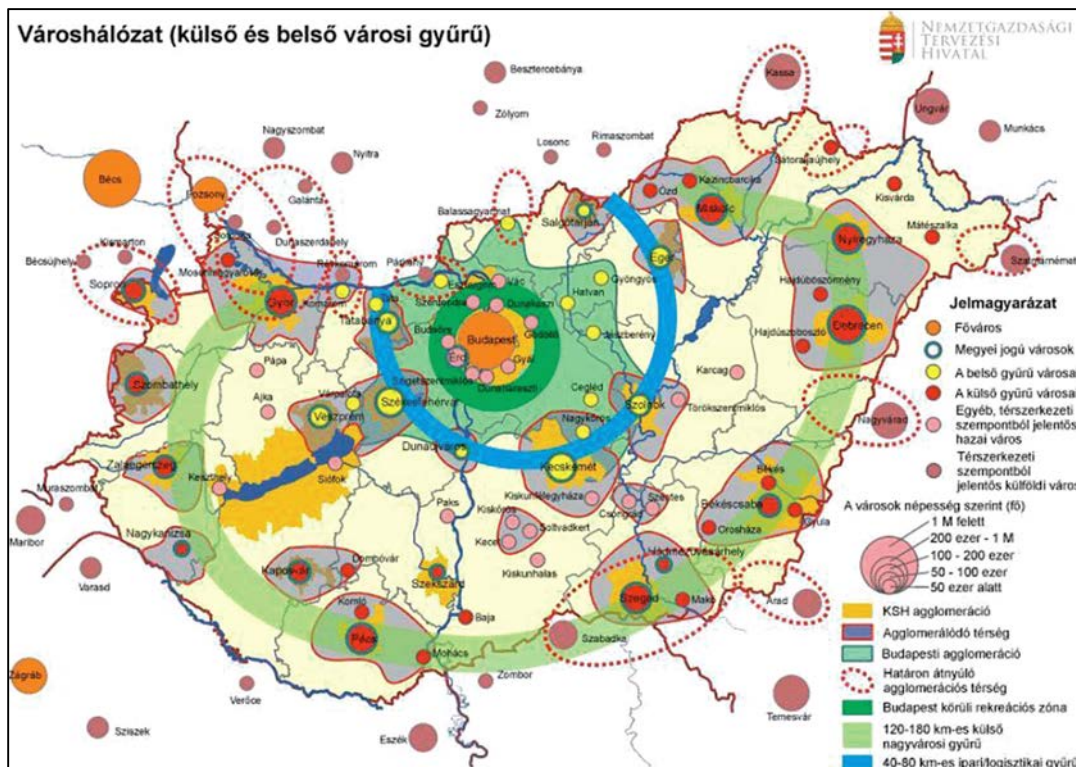 Városhálózat (külső és belső városi gyűrű)
NEMZETGAZDASÁGI
TERVEZÉSI
HIVATAL
Besztercebánya
Kassa
Ungvár
Zólyom
Munkács
Nagyszombat
Losonc
Rimaszombat
Nyitra
Sátoraljaújhely
Bécs
Pozsony
Galánta
Kazincbarcika
Ózd
Kisvárda
Balassagyarmat
Salgótarján
Miskolc
Mátészalka
Kismarton
Dunaszerdahely
Bécsújhely
Nyíregyháza
Szatmárnémeti
Mosonmagyaróvár
Révkomárom
Párkány
Eger
Sopron
Esztergom
Vác
Gyöngyös
Hajdúböszörmény
Győr
Komárom
Tata
Hatvan
Dunakeszi
Tatabánya
Budaörs
Gödöllő
Jászberény
Hajdúszoboszló
Debrecen
Budapest
Pápa
Érd
Gyál
Karcag
Szombathely
Szigetszentmiklós
Dunaharaszti
Ajka
Várpalota
Cegléd
Székesfehérvár
Veszprém
Nagykőrös
Szolnok
Törökszentmiklós
Nagyvárad
Dunaújváros
Zalaegerszeg
Kecskemét
Keszthely
Siófok
Békés
Muraszombat
Kiskunfélegyháza
Szentes
Paks
Kiskőrös
Csongrád
Békéscsaba
Gyula
Soltvadkert
Orosháza
Maribor
Nagykanizsa
Kecel
Dombóvár
Hódmezővásárhely
Varasd
Kaposvár
Szekszárd
Kiskunhalas
Komló
Szeged
Makó
Arad
Baja
Pécs
Szabadka
Mohács
Zágráb
Verőce
Zombor
Temesvár
Sziszek
Eszék
Jelmagyarázat
Főváros
Megyei jogú városok
A belső gyűrű városai
A külső gyűrű városai
Egyéb, térszerkezeti
szempontból jelentős
hazai város
Térszerkezeti
szempontból
jelentős külföldi város
A városok népesség szerint (fő)
1 M felett
200 ezer - 1 M
100 - 200 ezer
50 - 100 ezer
50 ezer alatt
KSH agglomeráció
Agglomerálódó térség
Budapesti agglomeráció
Határon átnyúló
agglomerációs térség
Budapest körüli rekreációs zóna
120-180 km-es külső
nagyvárosi gyűrű
40-80 km-es ipari/logisztikai gyűrű